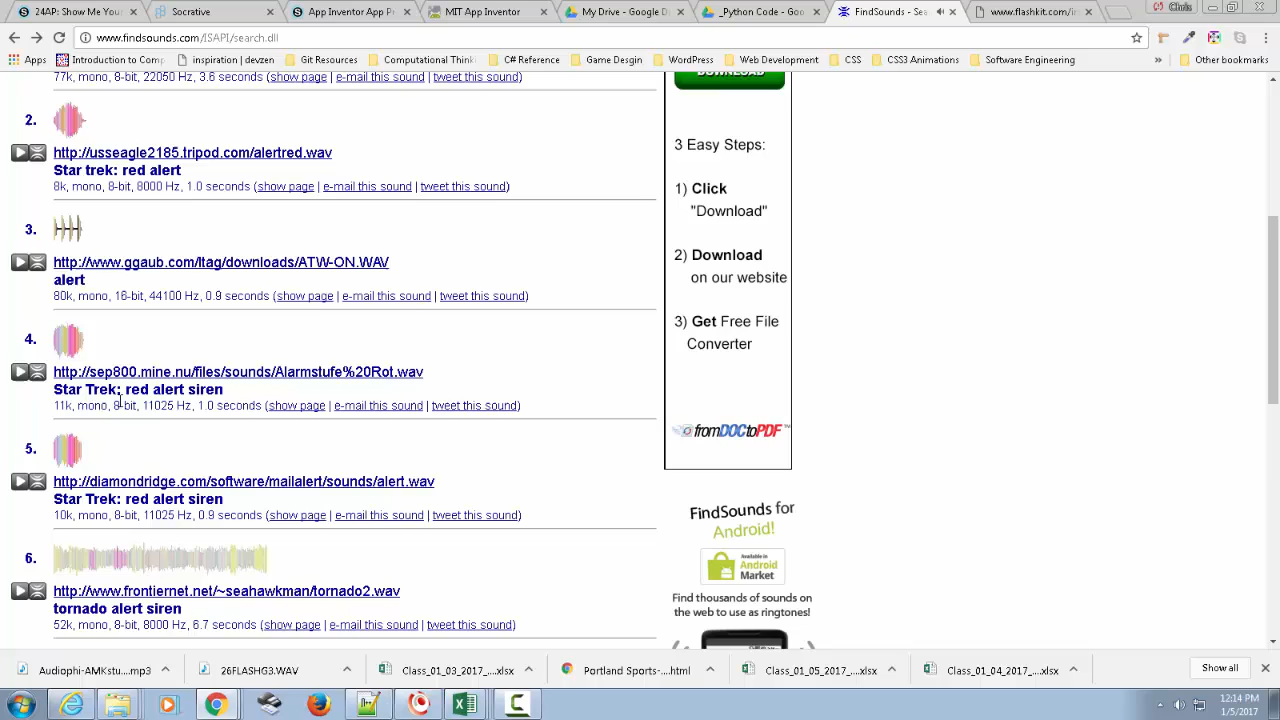 24AP: S
Spin Ap
Spin Ap
MIT App Inventor
My Drive - Google D
Python Code - Goo
FindSounds - Sea
www.flashkit.com/in
www.findsounds.com/ISAPI/search.dll
Apps
Introduction to Comp
inspiration | devzen
Git Resources
Computational Think
C# Reference
Game Design
WordPress
Web Development
CSS
CSS3 Animations
Software Engineering
»
Other bookmarks
77k, mono, 8-bit, 22050 Hz, 3.6 seconds (show page | e-mail this sound | tweet this sound)
2.
http://usseagle2185.tripod.com/alertred.wav
Star trek: red alert
8k, mono, 8-bit, 8000 Hz, 1.0 seconds (show page | e-mail this sound | tweet this sound)
3.
http://www.ggaub.com/ltag/downloads/ATW-ON.WAV
alert
80k, mono, 16-bit, 44100 Hz, 0.9 seconds (show page | e-mail this sound | tweet this sound)
4.
http://sep800.mine.nu/files/sounds/Alarmstufe%20Rot.wav
Star Trek: red alert siren
11k, mono, 8-bit, 11025 Hz, 1.0 seconds (show page | e-mail this sound | tweet this sound)
5.
http://diamondridge.com/software/mailalert/sounds/alert.wav
Star Trek: red alert siren
10k, mono, 8-bit, 11025 Hz, 0.9 seconds (show page | e-mail this sound | tweet this sound)
6.
http://www.frontiernet.net/~seahawkman/tornado2.wav
tornado alert siren
52k, mono, 8-bit, 8000 Hz, 6.7 seconds (show page | e-mail this sound | tweet this sound)
DOWNLOAD
3 Easy Steps:
1) Click
"Download"
2) Download
on our website
3) Get Free File
Converter
fromDOCtoPDF™
FindSounds for
Android!
Available in
Android
Market
Find thousands of sounds on
the web to use as ringtones!
Audiophi-AMKstu....mp3
26FLASHG3.WAV
Class_01_03_2017_....xlsx
Portland Sports-....html
Class_01_05_2017_....xlsx
Class_01_04_2017_....xlsx
Show all
12:14 PM
1/5/2017